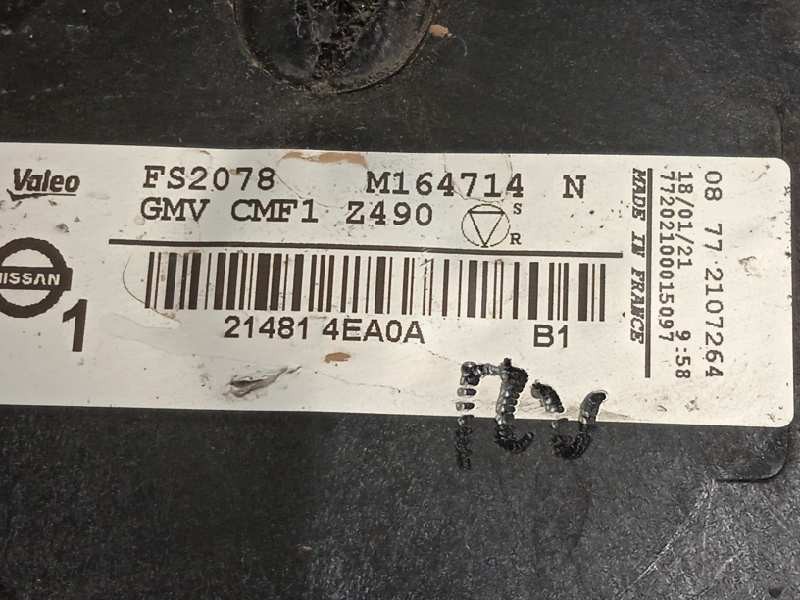 Valeo
FS2078 M164714 N
GMV CMF1 Z490
S
R
NISSAN
1
21481 4EA0A B1
MADE IN FRANCE
77202100015097
18/01/21 9:58
08 77 2107264